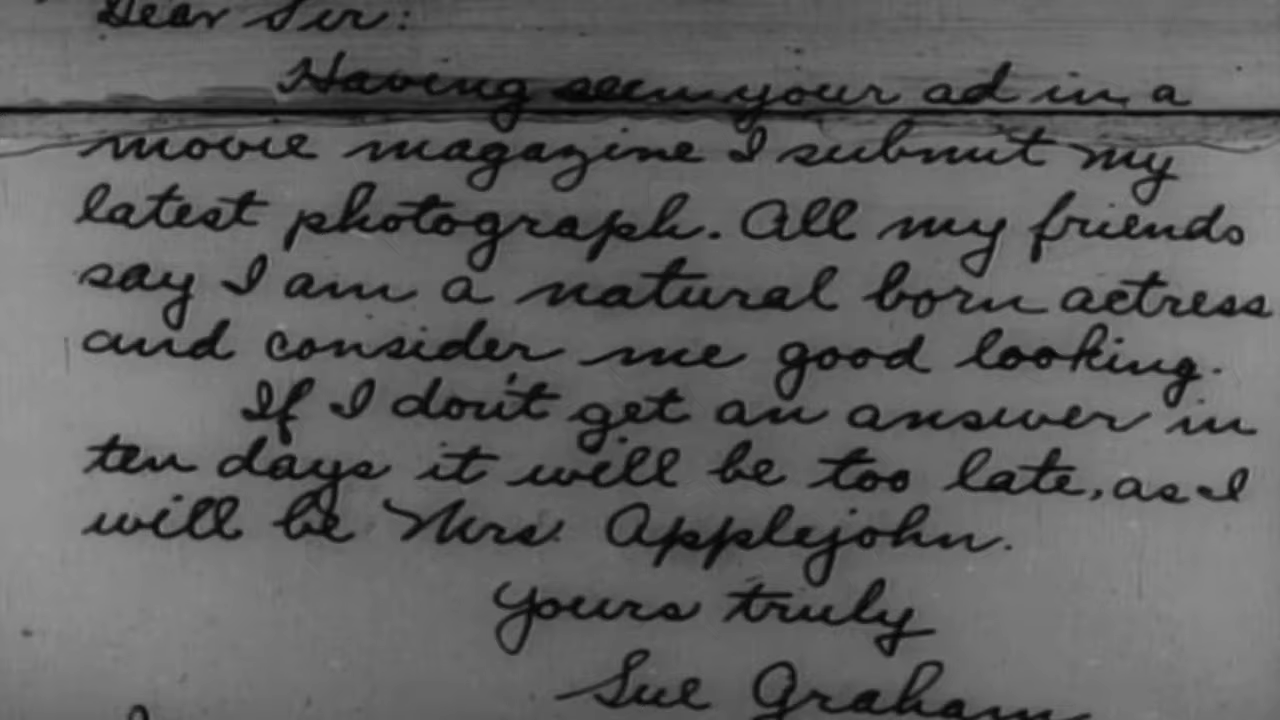 Dear Sir:
Having seen your ad in a
movie magazine I submit my
latest photograph. All my friends
say I am a natural born actress
and consider me good looking.
If I don't get an answer in
ten days it will be too late, as I
will be Mrs. Applejohn.
Yours truly
Sue Graham